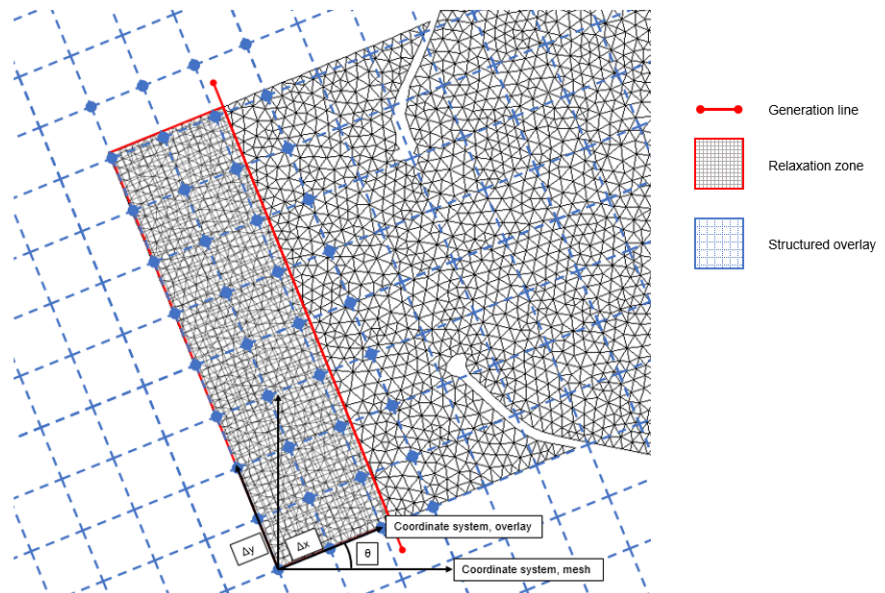 Generation line
Relaxation zone
Structured overlay
Δy
Δx
θ
Coordinate system, overlay
Coordinate system, mesh